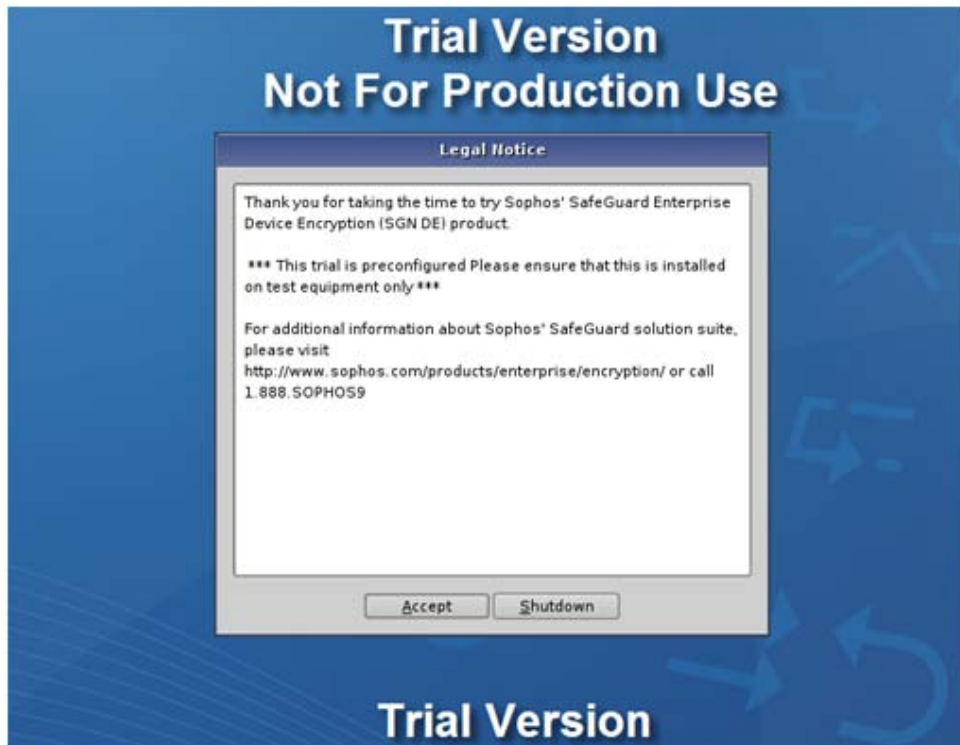 Trial Version
Not For Production Use
Legal Notice
Thank you for taking the time to try Sophos' SafeGuard Enterprise
Device Encryption (SGN DE) product.
*** This trial is preconfigured Please ensure that this is installed
on test equipment only ***
For additional information about Sophos' SafeGuard solution suite,
please visit
http://www.sophos.com/products/enterprise/encryption/ or call
1.888.SOPHOS9
Accept
Shutdown
Trial Version